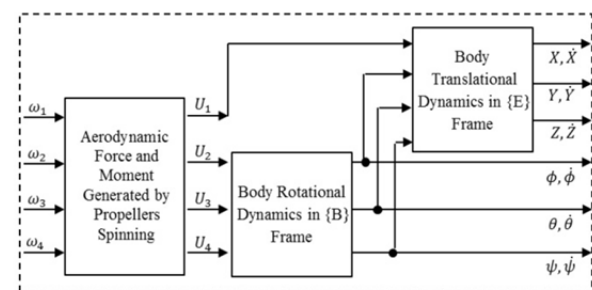 ω₁
ω₂
ω₃
ω₄
Aerodynamic
Force and
Moment
Generated by
Propellers
Spinning
U₁
U₂
U₃
U₄
Body Rotational
Dynamics in {B}
Frame
Body
Translational
Dynamics in {E}
Frame
X, Ẋ
Y, Ẏ
Z, Ż
ϕ, ϕ̇
θ, θ̇
ψ, ψ̇